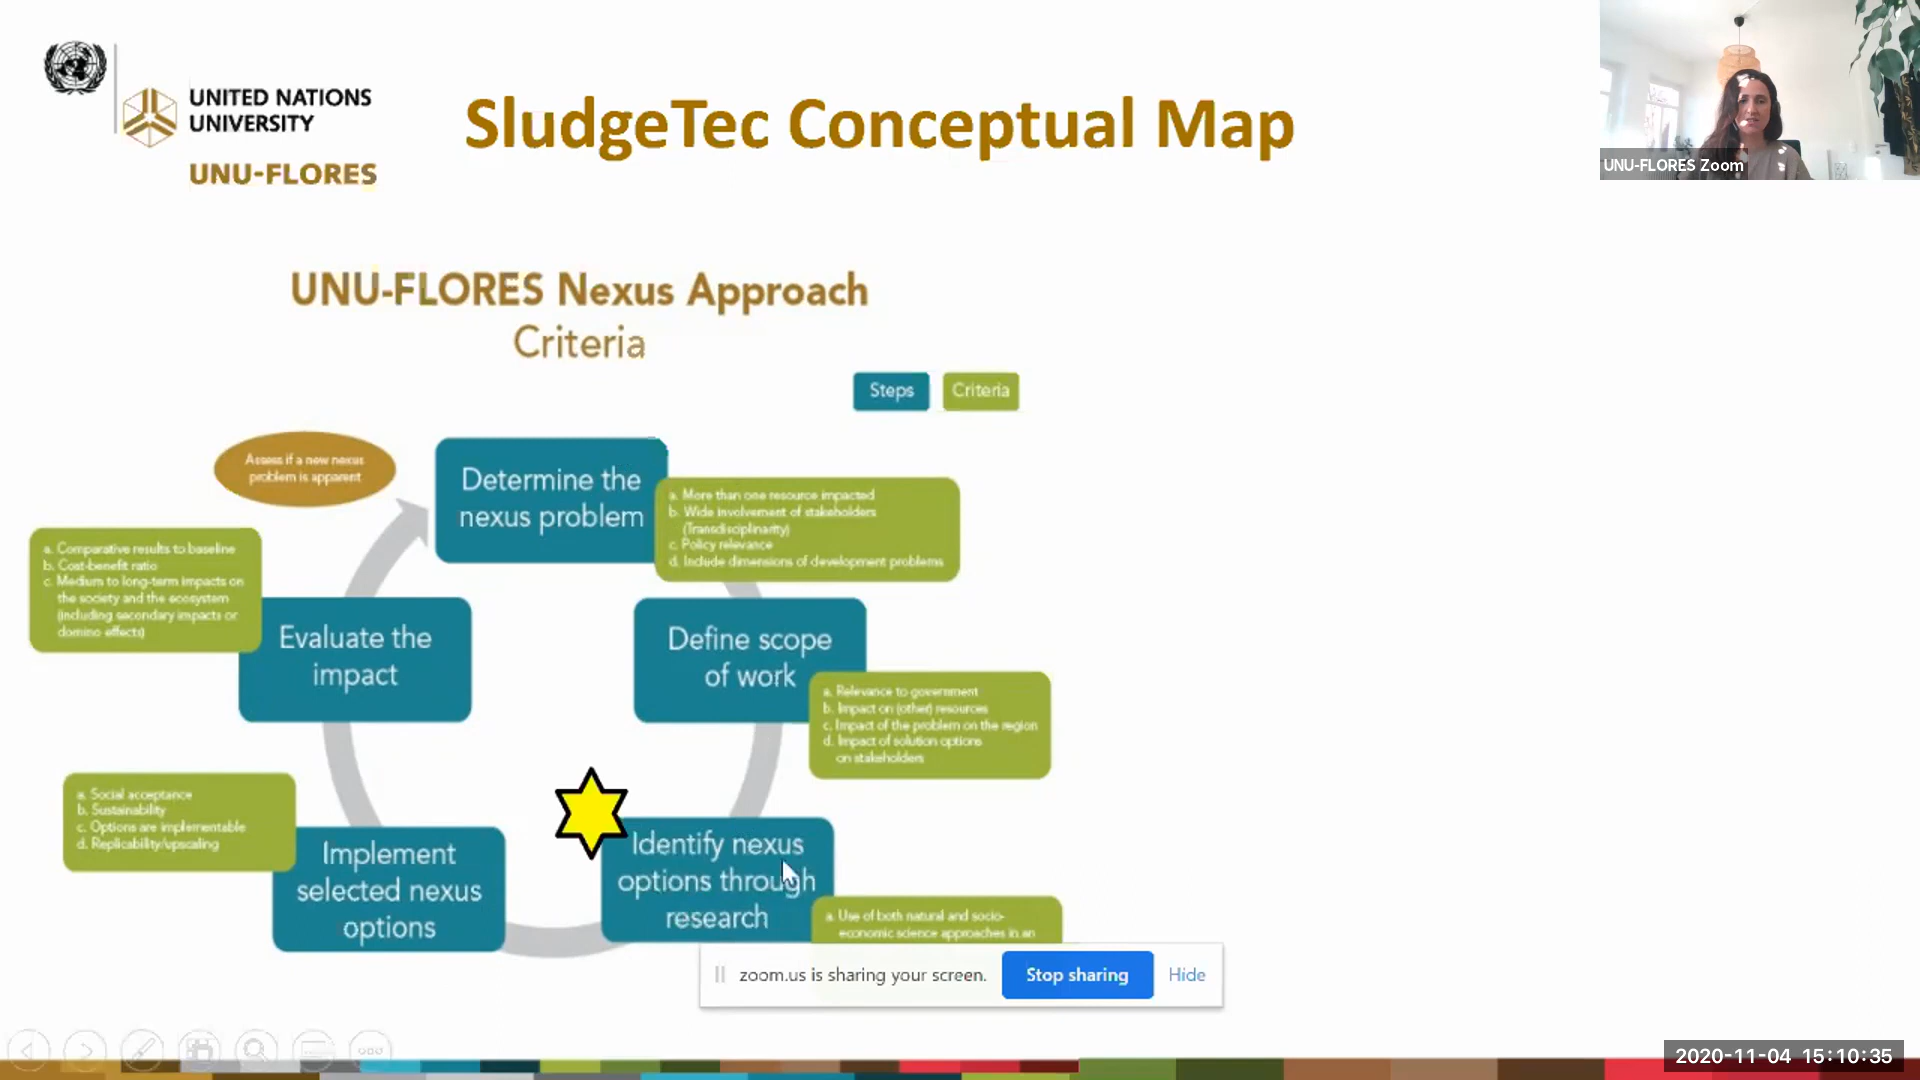 UNITED NATIONS
UNIVERSITY
UNU-FLORES
SludgeTec Conceptual Map
UNU-FLORES Zoom
UNU-FLORES Nexus Approach
Criteria
Steps
Criteria
Assess if a new nexus
problem is apparent
Determine the
nexus problem
a. More than one resource impacted
b. Wide involvement of stakeholders
(Transdisciplinarity)
c. Policy relevance
d. Include dimensions of development problems
a. Comparative results to baseline
b. Cost-benefit ratio
c. Medium to long-term impacts on
the society and the ecosystem
(including secondary impacts or
domino effects)
Evaluate the
impact
Define scope
of work
a. Relevance to government
b. Impact on (other) resources
c. Impact of the problem on the region
d. Impact of solution options
on stakeholders
a. Social acceptance
b. Sustainability
c. Options are implementable
d. Replicability/upscaling
Implement
selected nexus
options
Identify nexus
options through
research
a. Use of both natural and socio-
economic science approaches in an
zoom.us is sharing your screen.
Stop sharing
Hide
2020-11-04 15:10:35